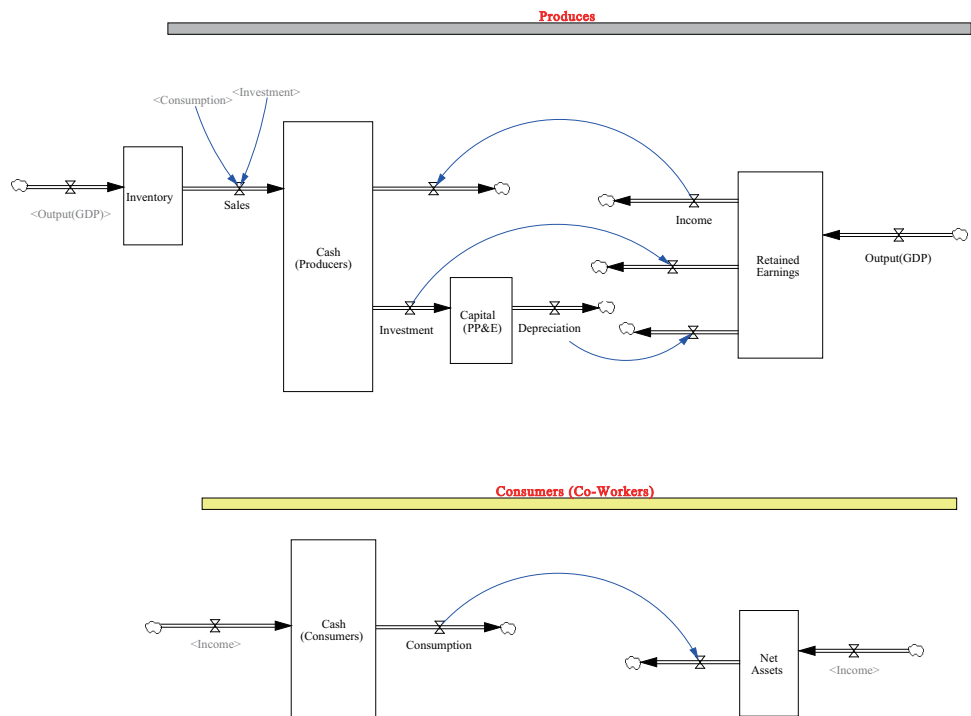 Produces
<Investment>
<Consumption>
Inventory
Sales
<Output(GDP)>
Cash
(Producers)
Income
Retained
Earnings
Output(GDP)
Investment
Capital
(PP&E)
Depreciation
Consumers (Co-Workers)
Cash
(Consumers)
<Income>
Consumption
Net
Assets
<Income>